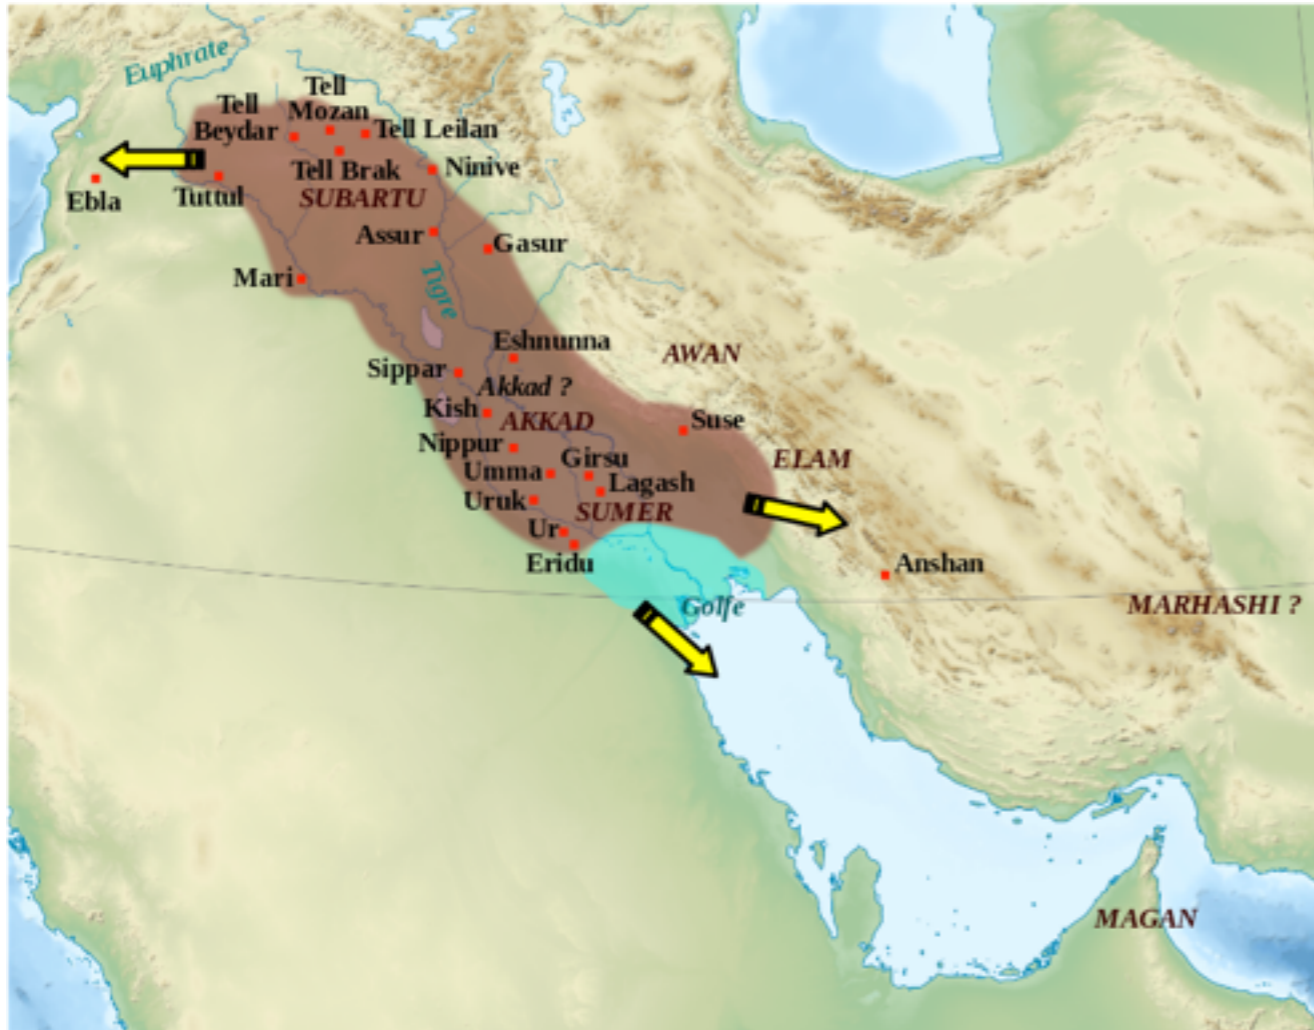 Euphrate
Tell
Mozan
Tell
Beydar
Tell Leilan
Tell Brak
Ninive
Ebla
Tuttul
SUBARTU
Assur
Gasur
Mari
Tigre
Eshnunna
AWAN
Sippar
Akkad ?
Kish
AKKAD
Suse
Nippur
Girsu
ELAM
Umma
Lagash
Uruk
SUMER
Ur
Eridu
Anshan
Golfe
MARHASHI ?
MAGAN